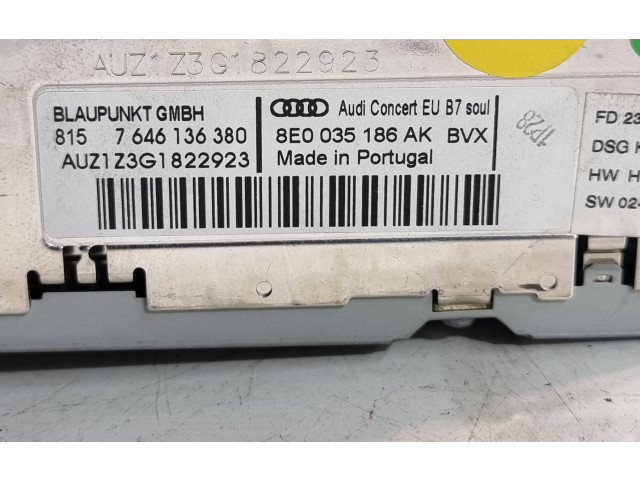 AUZ1Z3G1822923
BLAUPUNKT GMBH
815 7 646 136 380
AUZ1Z3G1822923
Audi Concert EU B7 soul
8E0 035 186 AK BVX
Made in Portugal
1P28
FD 23
DSG
HW H
SW 024